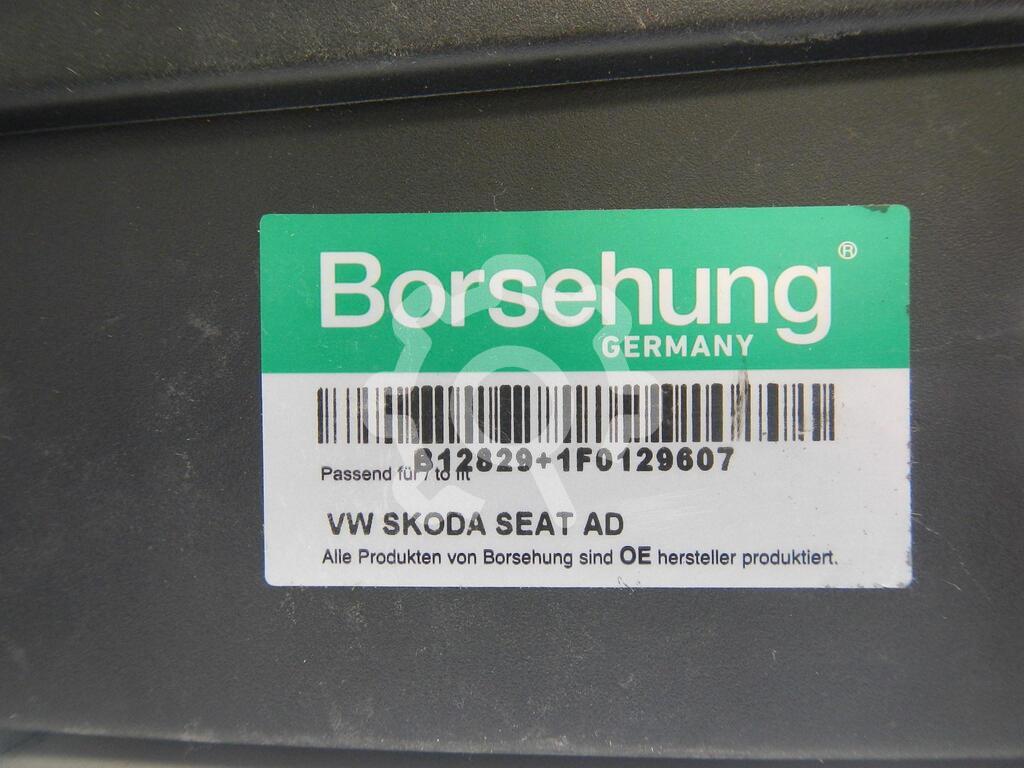 Borsehung®
GERMANY
B12829+1F0129607
Passend für / to fit
VW SKODA SEAT AD
Alle Produkten von Borsehung sind OE hersteller produktiert.